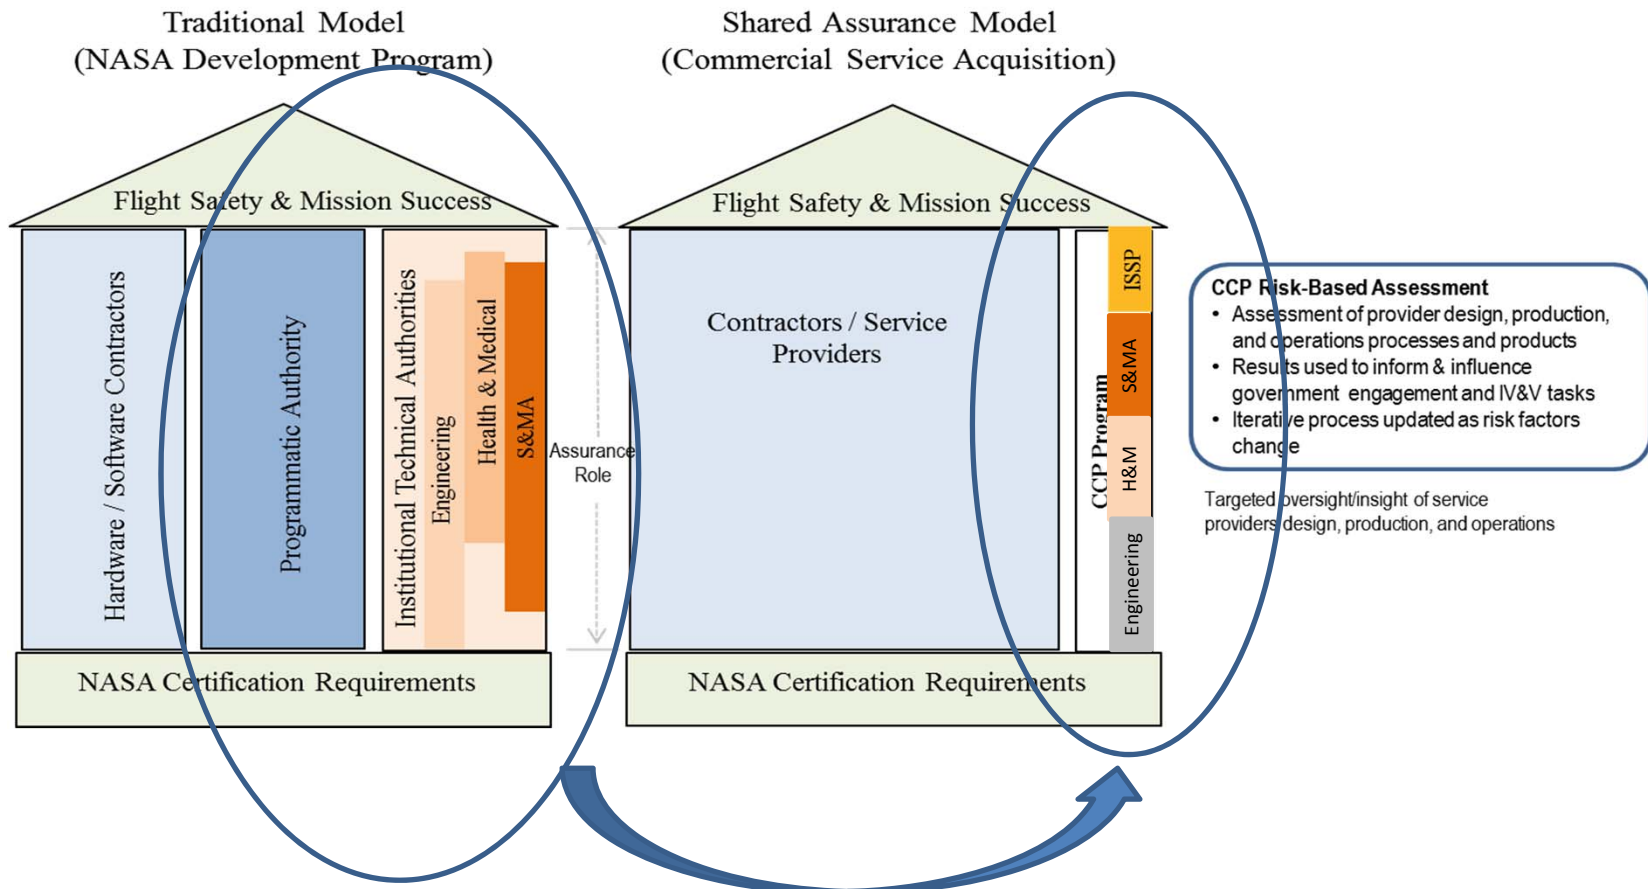 Traditional Model
(NASA Development Program)
Flight Safety & Mission Success
Hardware / Software Contractors
Programmatic Authority
Institutional Technical Authorities
Engineering
Health & Medical
S&MA
NASA Certification Requirements
Assurance
Role
Shared Assurance Model
(Commercial Service Acquisition)
Flight Safety & Mission Success
Contractors / Service
Providers
CCP Program
ISSP
S&MA
H&M
Engineering
NASA Certification Requirements
CCP Risk-Based Assessment
• Assessment of provider design, production,
and operations processes and products
• Results used to inform & influence
government engagement and IV&V tasks
• Iterative process updated as risk factors
change
Targeted oversight/insight of service
providers design, production, and operations